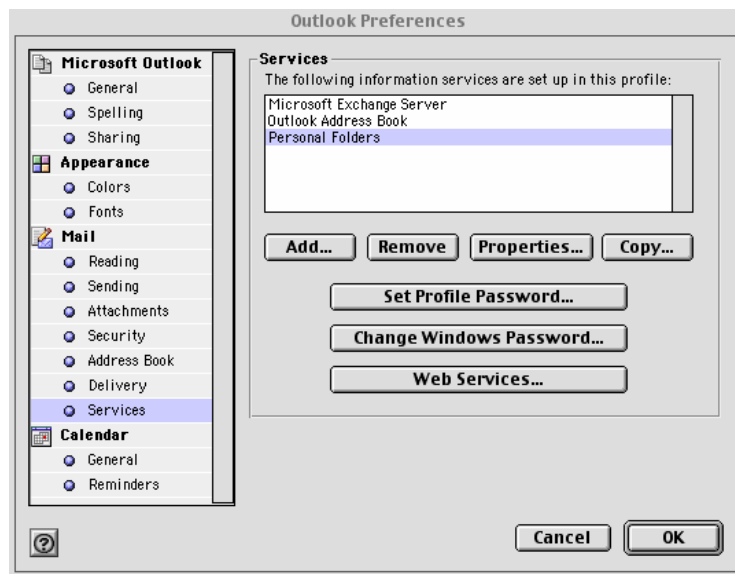 Outlook Preferences
Microsoft Outlook
General
Spelling
Sharing
Appearance
Colors
Fonts
Mail
Reading
Sending
Attachments
Security
Address Book
Delivery
Services
Calendar
General
Reminders
Services
The following information services are set up in this profile:
Microsoft Exchange Server
Outlook Address Book
Personal Folders
Add... Remove Properties... Copy...
Set Profile Password...
Change Windows Password...
Web Services...
? Cancel OK